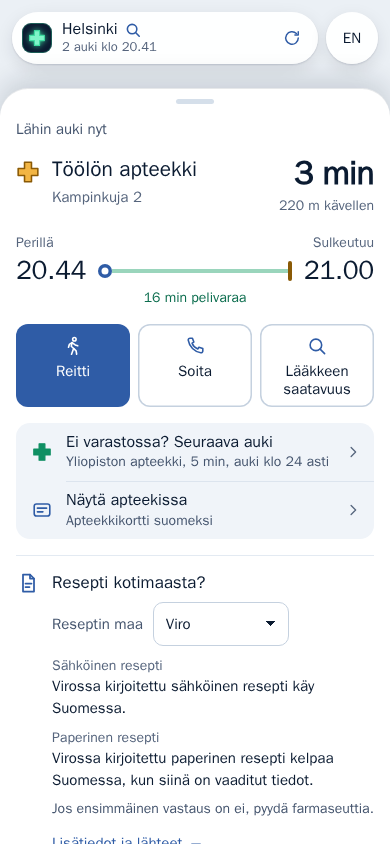 Helsinki
2 auki klo 20.41
EN
Lähin auki nyt
Töölön apteekki
3 min
Kampinkuja 2
220 m kävellen
Perillä
Sulkeutuu
20.44
21.00
16 min pelivaraa
Reitti
Soita
Lääkkeen
saatavuus
Ei varastossa? Seuraava auki
Yliopiston apteekki, 5 min, auki klo 24 asti
Näytä apteekissa
Apteekkikortti suomeksi
Resepti kotimaasta?
Reseptin maa
Viro
Sähköinen resepti
Virossa kirjoitettu sähköinen resepti käy
Suomessa.
Paperinen resepti
Virossa kirjoitettu paperinen resepti kelpaa
Suomessa, kun siinä on vaaditut tiedot.
Jos ensimmäinen vastaus on ei, pyydä farmaseuttia.
Lisätiedot ja lähteet